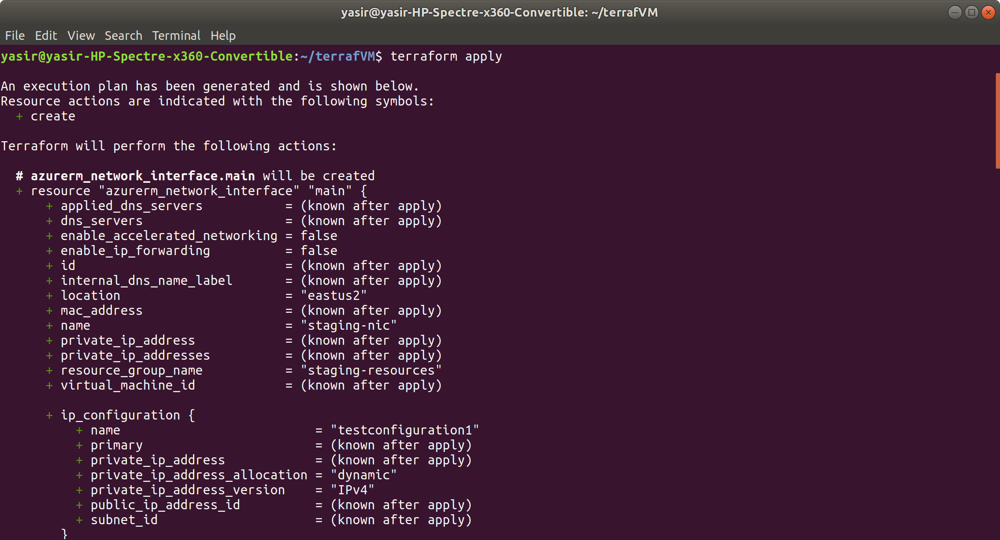 yasir@yasir-HP-Spectre-x360-Convertible: ~/terrafVM
File Edit View Search Terminal Help
yasir@yasir-HP-Spectre-x360-Convertible:~/terrafVM$ terraform apply
An execution plan has been generated and is shown below.
Resource actions are indicated with the following symbols:
  + create
Terraform will perform the following actions:
  # azurerm_network_interface.main will be created
  + resource "azurerm_network_interface" "main" {
      + applied_dns_servers           = (known after apply)
      + dns_servers                   = (known after apply)
      + enable_accelerated_networking = false
      + enable_ip_forwarding          = false
      + id                            = (known after apply)
      + internal_dns_name_label       = (known after apply)
      + location                      = "eastus2"
      + mac_address                   = (known after apply)
      + name                          = "staging-nic"
      + private_ip_address            = (known after apply)
      + private_ip_addresses          = (known after apply)
      + resource_group_name           = "staging-resources"
      + virtual_machine_id            = (known after apply)
      + ip_configuration {
          + name                          = "testconfiguration1"
          + primary                       = (known after apply)
          + private_ip_address            = (known after apply)
          + private_ip_address_allocation = "dynamic"
          + private_ip_address_version    = "IPv4"
          + public_ip_address_id          = (known after apply)
          + subnet_id                     = (known after apply)
        }